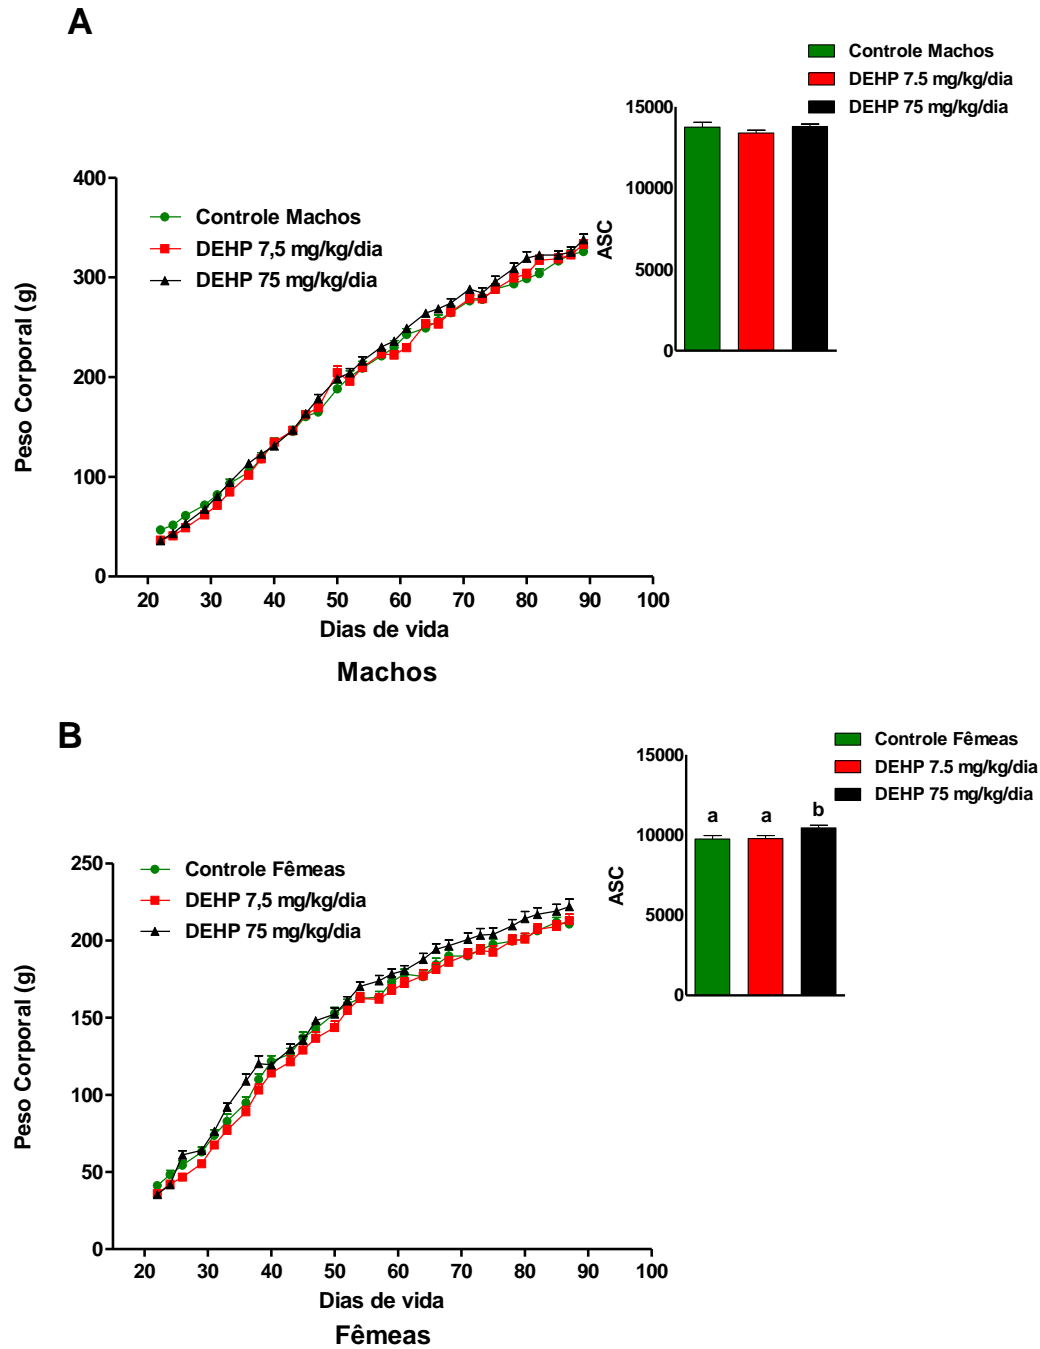 A
Controle Machos
DEHP 7.5 mg/kg/dia
DEHP 75 mg/kg/dia
15000
10000
5000
0
ASC
400
300
200
100
0
Peso Corporal (g)
Controle Machos
DEHP 7,5 mg/kg/dia
DEHP 75 mg/kg/dia
20 30 40 50 60 70 80 90 100
Dias de vida
Machos
B
Controle Fêmeas
DEHP 7.5 mg/kg/dia
DEHP 75 mg/kg/dia
15000
10000
5000
0
ASC
a a b
250
200
150
100
50
0
Peso Corporal (g)
Controle Fêmeas
DEHP 7,5 mg/kg/dia
DEHP 75 mg/kg/dia
20 30 40 50 60 70 80 90 100
Dias de vida
Fêmeas